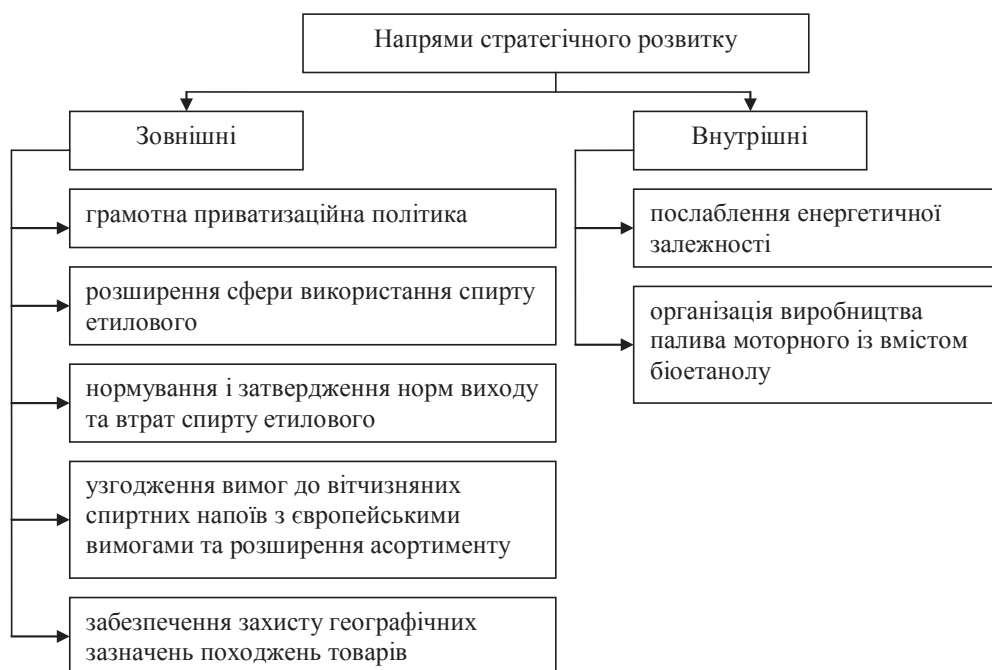 Напрями стратегічного розвитку
Зовнішні
грамотна приватизаційна політика
розширення сфери використання спирту
етилового
нормування і затвердження норм виходу
та втрат спирту етилового
узгодження вимог до вітчизняних
спиртних напоїв з європейськими
вимогами та розширення асортименту
забезпечення захисту географічних
зазначень походжень товарів
Внутрішні
послаблення енергетичної
залежності
організація виробництва
палива моторного із вмістом
біоетанолу